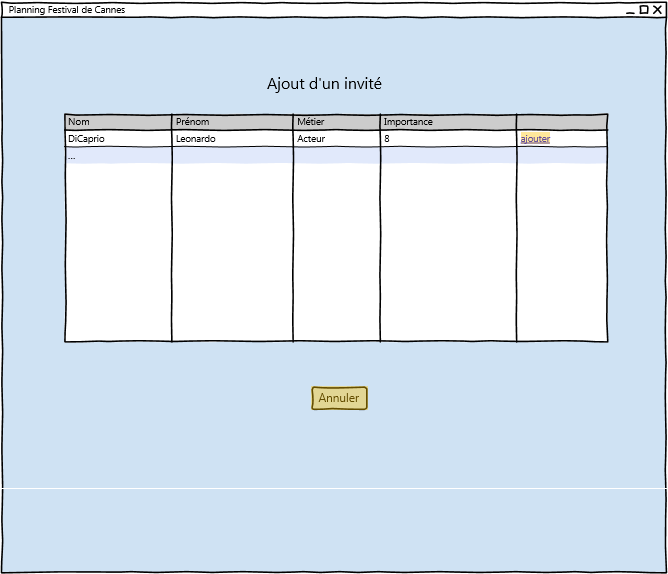 Planning Festival de Cannes
Ajout d'un invité
Nom Prénom Métier Importance
DiCaprio Leonardo Acteur 8 ajouter
...
Annuler